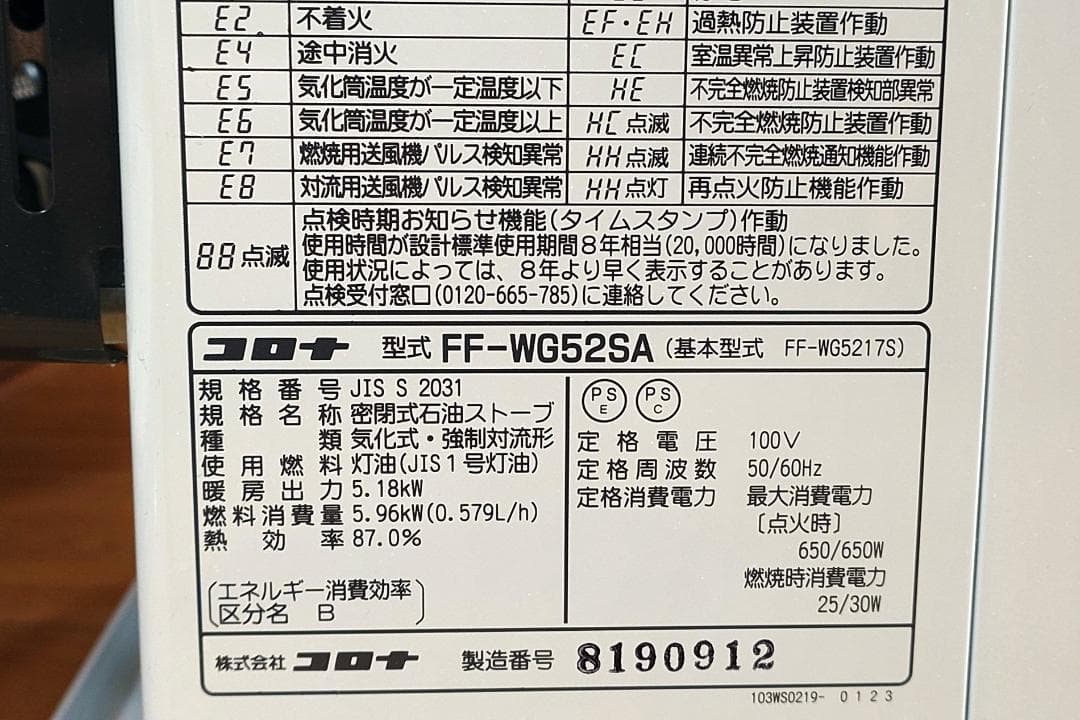 E2 不着火 EF・EH 過熱防止装置作動
E4 途中消火 EC 室温異常上昇防止装置作動
E5 気化筒温度が一定温度以下 HE 不完全燃焼防止装置検知部異常
E6 気化筒温度が一定温度以上 HC点滅 不完全燃焼防止装置作動
E7 燃焼用送風機パルス検知異常 HH点滅 連続不完全燃焼通知機能作動
E8 対流用送風機パルス検知異常 HH点灯 再点火防止機能作動
88点滅 点検時期お知らせ機能(タイムスタンプ)作動
使用時間が設計標準使用期間8年相当(20,000時間)になりました。
使用状況によっては、8年より早く表示することがあります。
点検受付窓口(0120-665-785)に連絡してください。
コロナ 型式 FF-WG52SA (基本型式 FF-WG5217S)
規格番号 JIS S 2031
規格名称 密閉式石油ストーブ
種類 気化式・強制対流形
使用燃料 灯油(JIS1号灯油)
暖房出力 5.18kW
燃料消費量 5.96kW(0.579L/h)
熱効率 87.0%
(エネルギー消費効率
区分名 B)
PS E PS C
定格電圧 100V
定格周波数 50/60Hz
定格消費電力 最大消費電力
〔点火時〕
650/650W
燃焼時消費電力
25/30W
株式会社 コロナ 製造番号 8190912
103WS0219- 0123